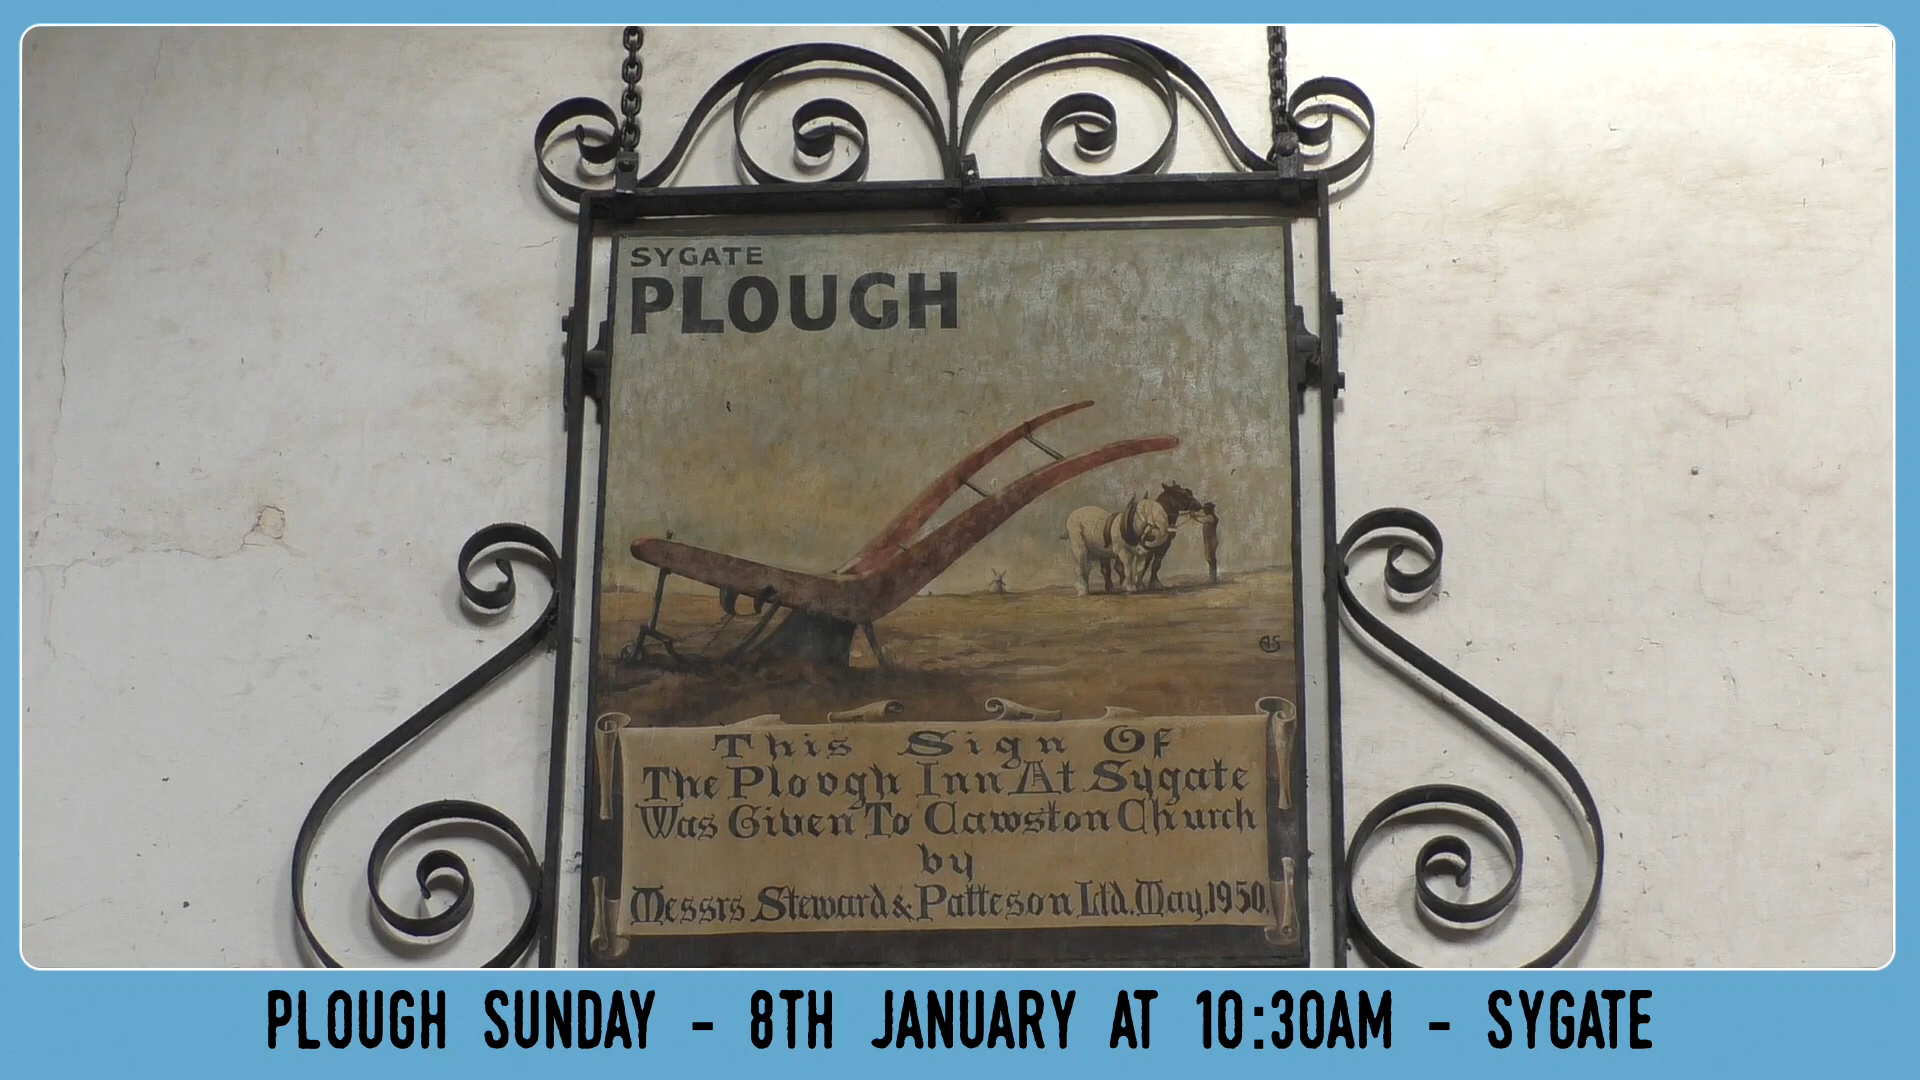 SYGATE
PLOUGH
AS
This Sign Of
The Plough Inn At Sygate
Was Given To Cawston Church
by
Messrs Steward & Patteson Ltd. May. 1950.
PLOUGH SUNDAY - 8TH JANUARY AT 10:30AM - SYGATE